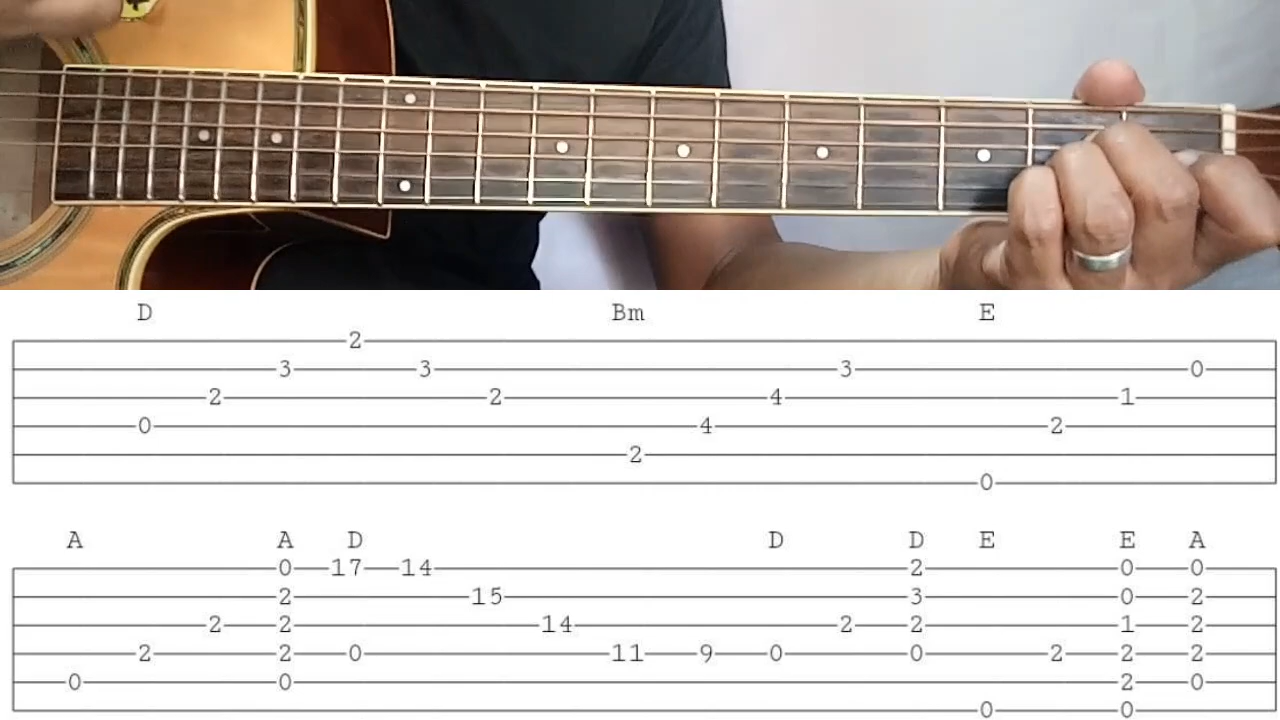 D Bm E
2
3 3 3 0
2 2 4 1
0 4 2
2
0
A A D D D E E A
0 17 14 2 0 0
2 15 3 0 2
2 2 14 2 2 1 2
2 2 0 11 9 0 0 2 2 2
0 0 2 0
0 0